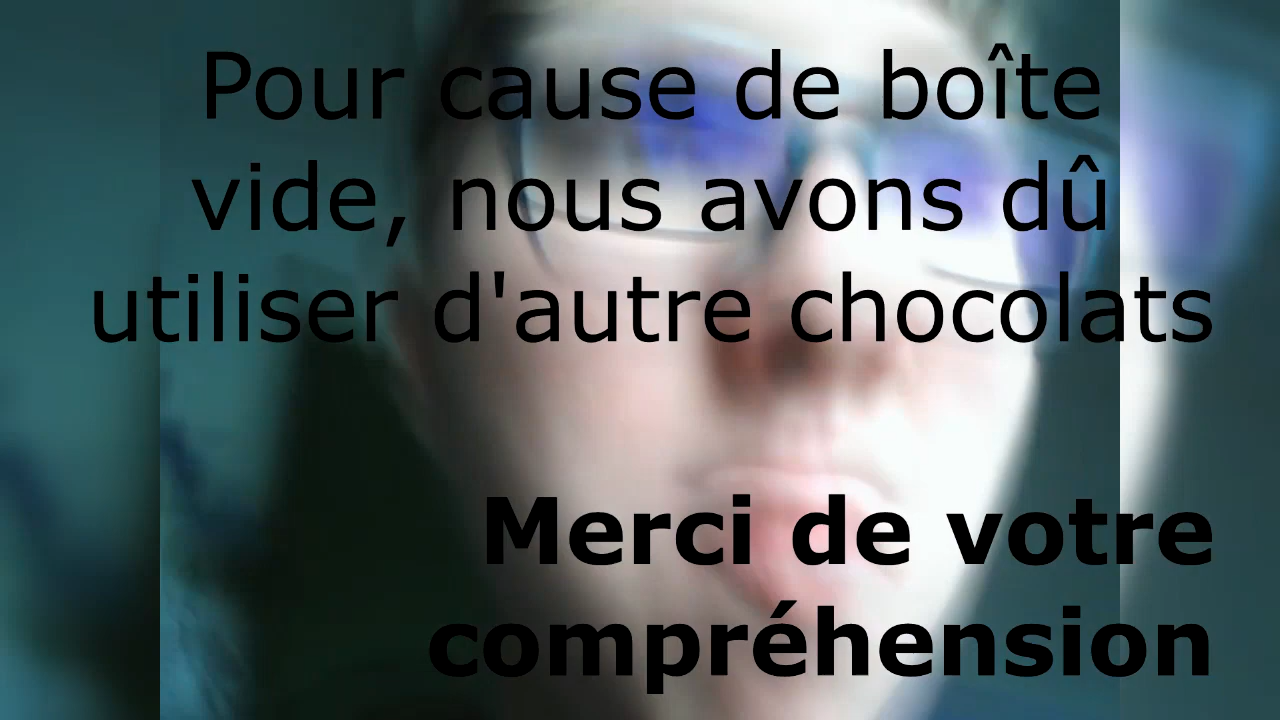 Pour cause de boîte
vide, nous avons dû
utiliser d'autre chocolats
Merci de votre
compréhension